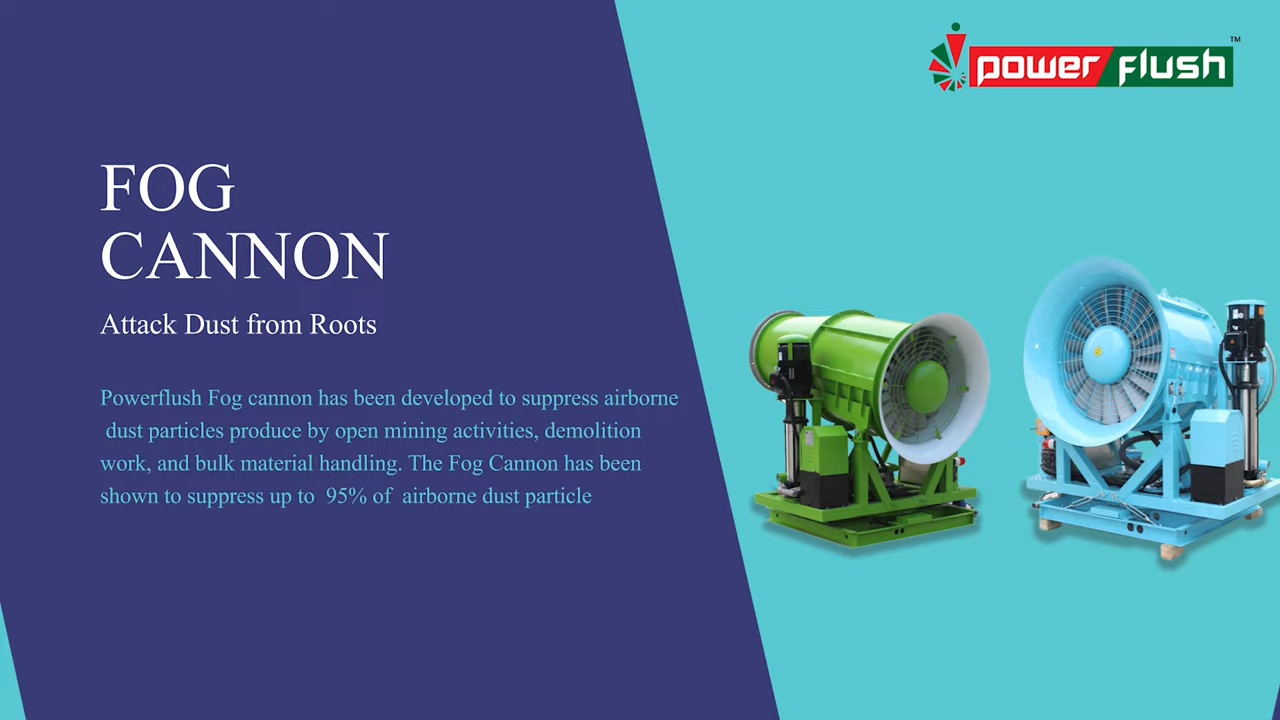 power flush
TM
FOG
CANNON
Attack Dust from Roots
Powerflush Fog cannon has been developed to suppress airborne
dust particles produce by open mining activities, demolition
work, and bulk material handling. The Fog Cannon has been
shown to suppress up to 95% of airborne dust particle